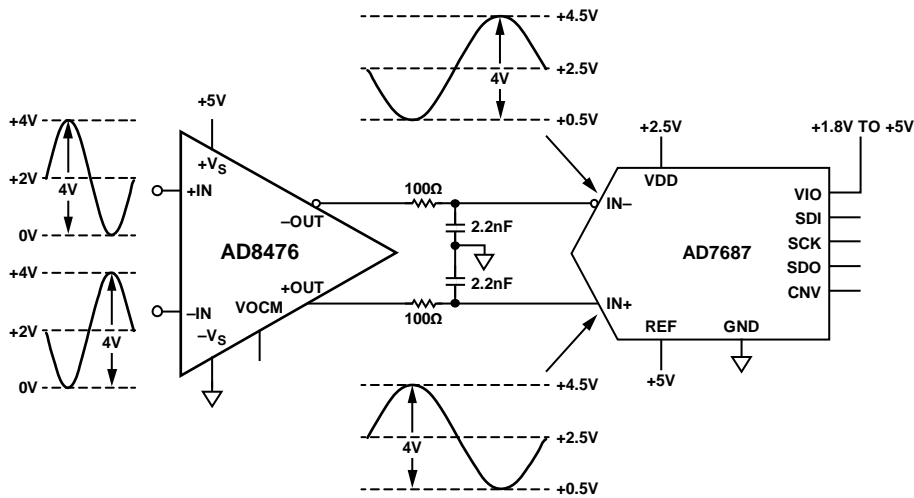 +4.5V
+2.5V
4V
+0.5V
+5V
+4V
+2V
4V
0V
+VS
+IN
–OUT
AD8476
+OUT
VOCM
–IN
–VS
+4V
+2V
4V
0V
100Ω
2.2nF
2.2nF
100Ω
+2.5V
+1.8V TO +5V
VDD
IN–
VIO
SDI
AD7687
SCK
SDO
CNV
IN+
REF
GND
+5V
+4.5V
+2.5V
4V
+0.5V